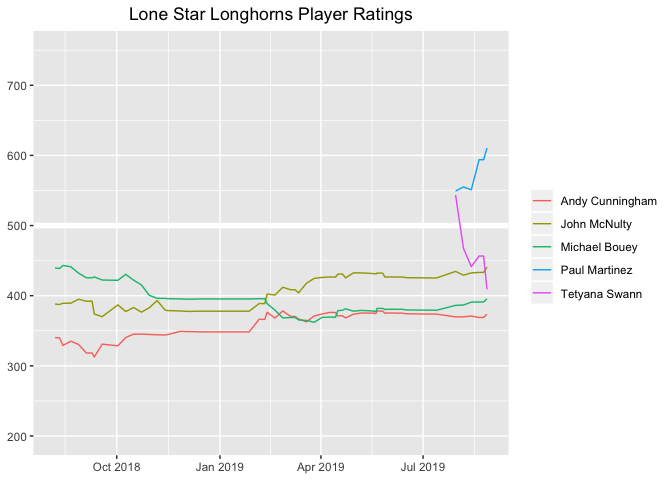 Lone Star Longhorns Player Ratings
700
600
500
400
300
200
Oct 2018
Jan 2019
Apr 2019
Jul 2019
Andy Cunningham
John McNulty
Michael Bouey
Paul Martinez
Tetyana Swann